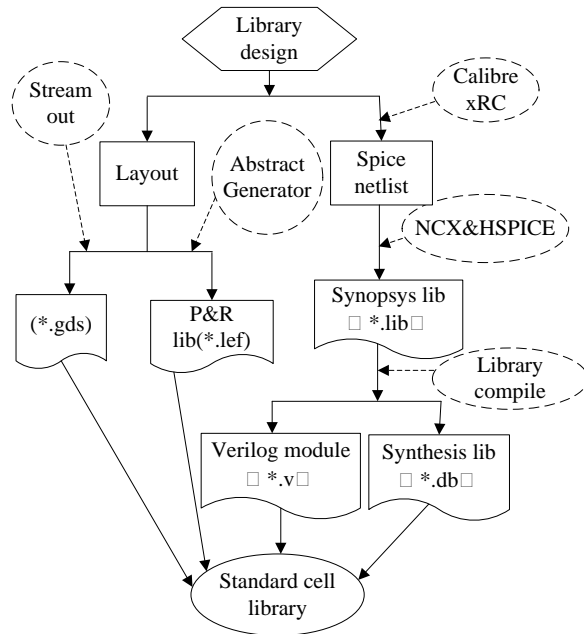 Library
design
Stream
out
Calibre
xRC
Layout
Abstract
Generator
Spice
netlist
NCX&HSPICE
(*.gds)
P&R
lib(*.lef)
Synopsys lib
□ *.lib□
Library
compile
Verilog module
□ *.v□
Synthesis lib
□ *.db□
Standard cell
library